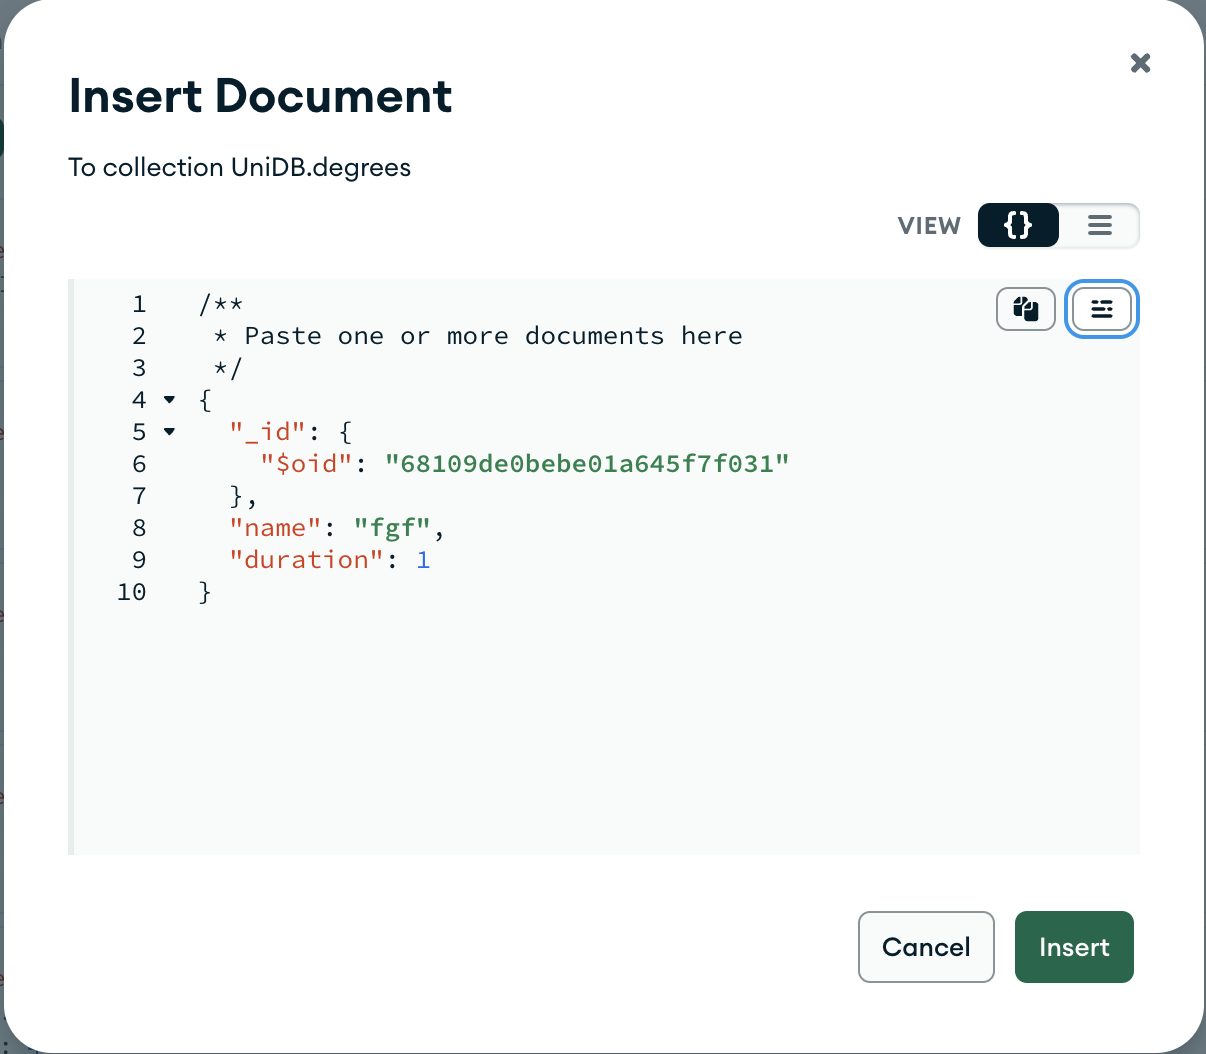 Insert Document
To collection UniDB.degrees
VIEW {}
1 /**
2 * Paste one or more documents here
3 */
4 {
5 "_id": {
6 "$oid": "68109de0bebe01a645f7f031"
7 },
8 "name": "fgf",
9 "duration": 1
10 }
Cancel Insert